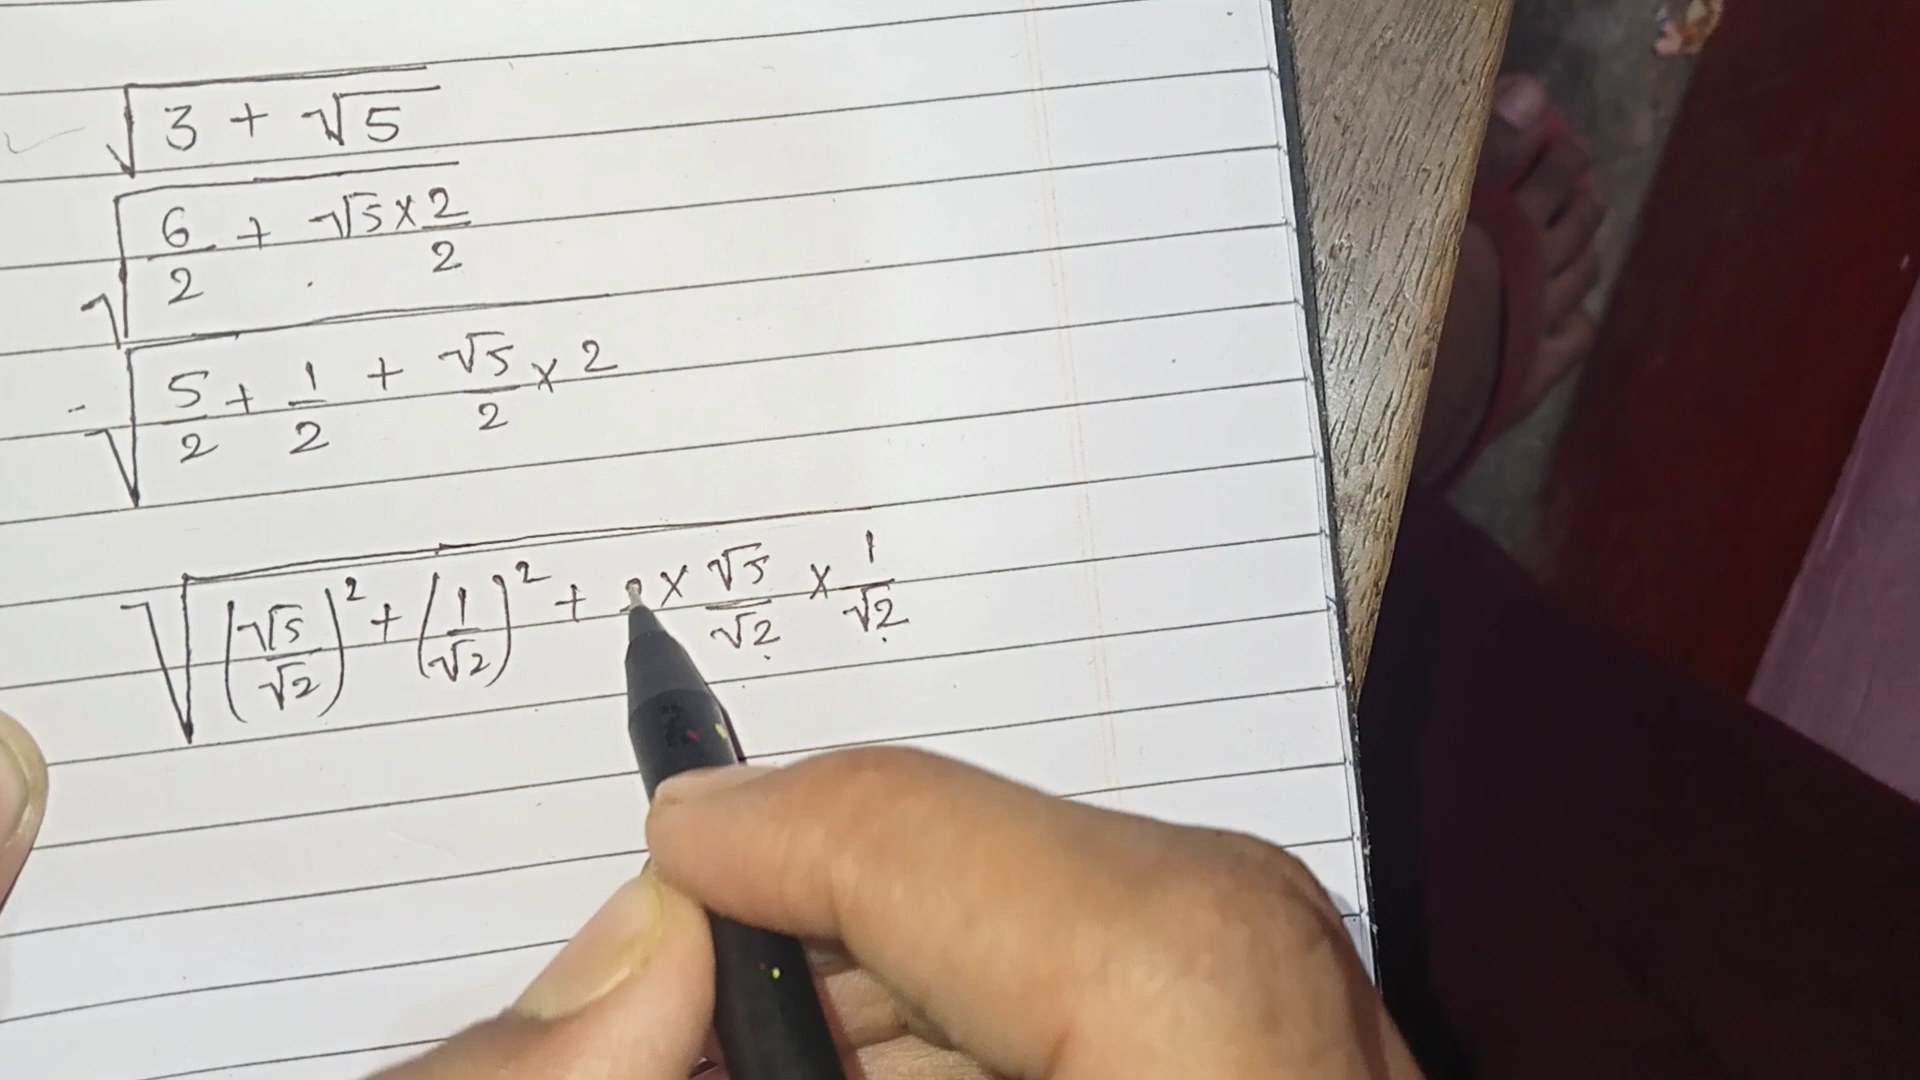 √(3 + √5)
√(6/2 + √5 × 2/2)
√(5/2 + 1/2 + √5/2 × 2)
√((√5/√2)² + (1/√2)² + 2 × √5/√2 × 1/√2)